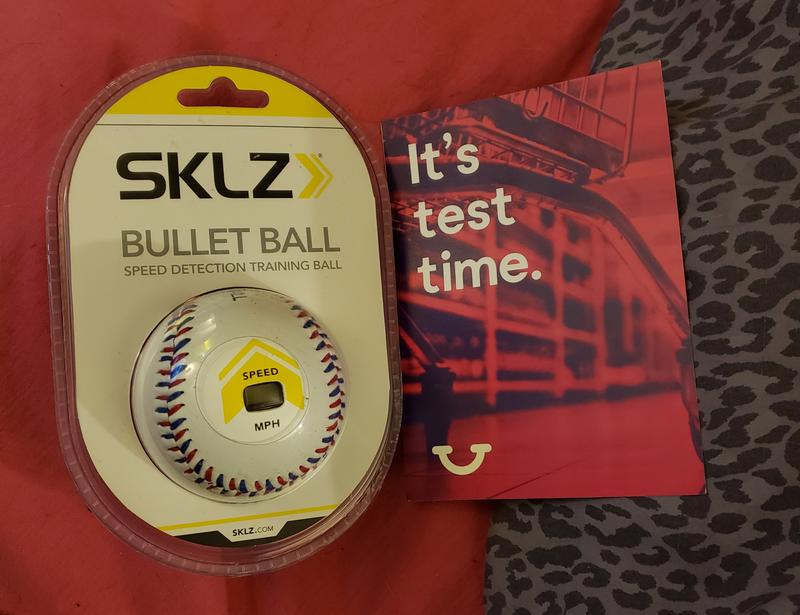 SKLZ
BULLET BALL
SPEED DETECTION TRAINING BALL
SPEED
MPH
SKLZ.COM
It's
test
time.